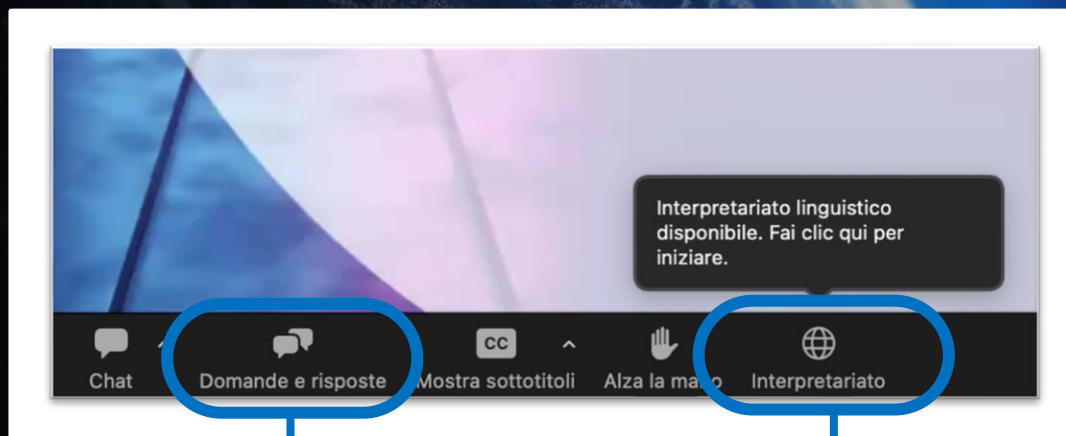 Interpretariato linguistico
disponibile. Fai clic qui per
iniziare.
CC
Chat
Domande e risposte
Mostra sottotitoli
Alza la mano
Interpretariato